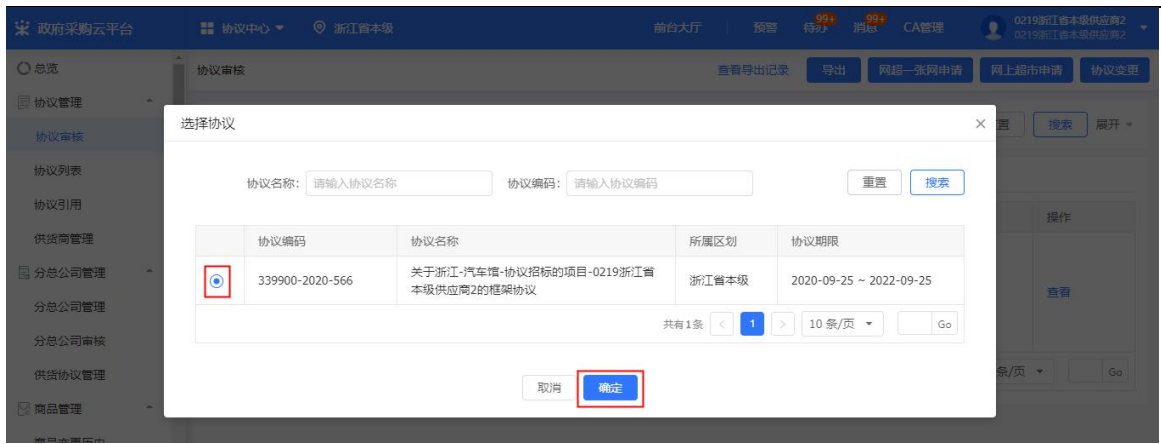 政府采购云平台 协议中心 浙江省本级 前台大厅 预警 待办 99+ 消息 99+ CA管理 0219浙江省本级供应商2
0219浙江省本级供应商2
总览 协议审核 查看导出记录 导出 网超一张网申请 网上超市申请 协议变更
协议管理
选择协议 置 搜索 展开
协议审核
协议列表
协议名称: 请输入协议名称 协议编码: 请输入协议编码 重置 搜索
协议引用
操作
供货商管理
协议编码 协议名称 所属区划 协议期限
分总公司管理
339900-2020-566 关于浙江-汽车馆-协议招标的项目-0219浙江省 浙江省本级 2020-09-25 ~ 2022-09-25
本级供应商2的框架协议
查看
分总公司管理
共有1条 < 1 > 10 条/页 Go
分总公司审核
供货协议管理
条/页 Go
取消 确定
商品管理
商品变更历史